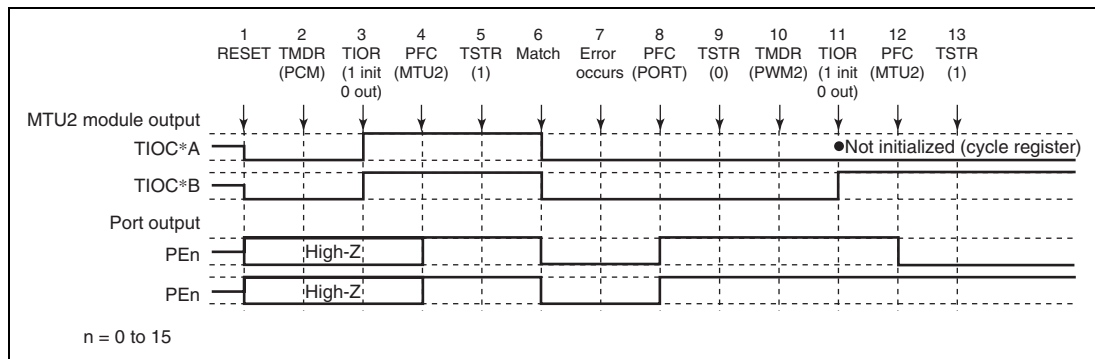 1 2 3 4 5 6 7 8 9 10 11 12 13
RESET TMDR TIOR PFC TSTR Match Error PFC TSTR TMDR TIOR PFC TSTR
(PCM) (1 init (MTU2) (1) occurs (PORT) (0) (PWM2) (1 init (MTU2) (1)
0 out) 0 out)
MTU2 module output
TIOC*A
●Not initialized (cycle register)
TIOC*B
Port output
PEn
High-Z
PEn
High-Z
n = 0 to 15